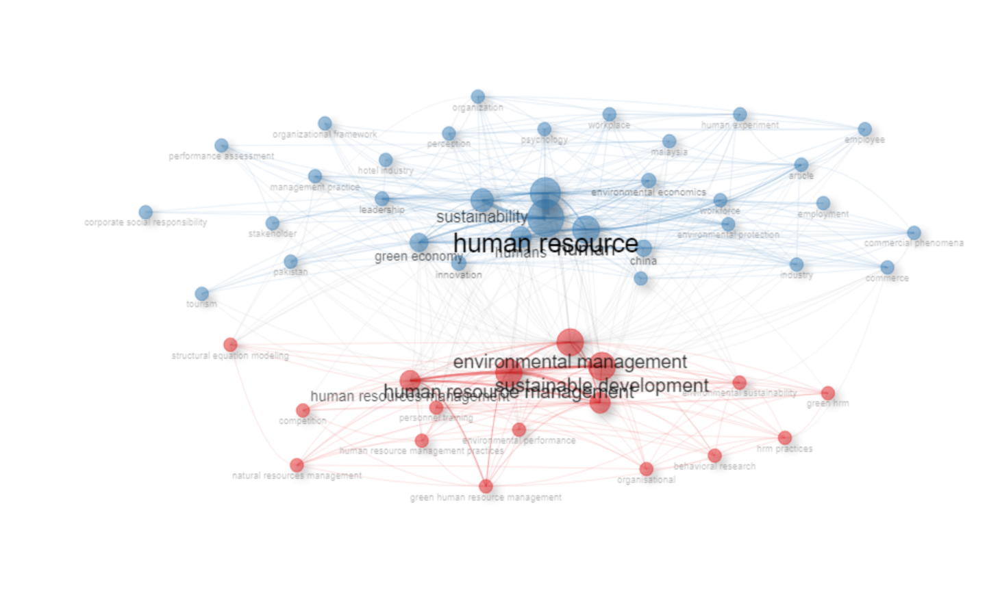 organization
workplace
human experiment
organizational framework
perception
psychology
employee
malaysia
performance assessment
hotel industry
article
management practice
environmental economics
leadership
workforce
employment
sustainability
corporate social responsibility
stakeholder
environmental protection
human resource
commercial phenomena
humans
human
green economy
china
pakistan
innovation
industry
commerce
tourism
structural equation modeling
environmental management
sustainable development
human resource management
human resources management
environmental sustainability
green hrm
personnel training
competition
environmental performance
human resource management practices
hrm practices
behavioral research
natural resources management
organisational
green human resource management